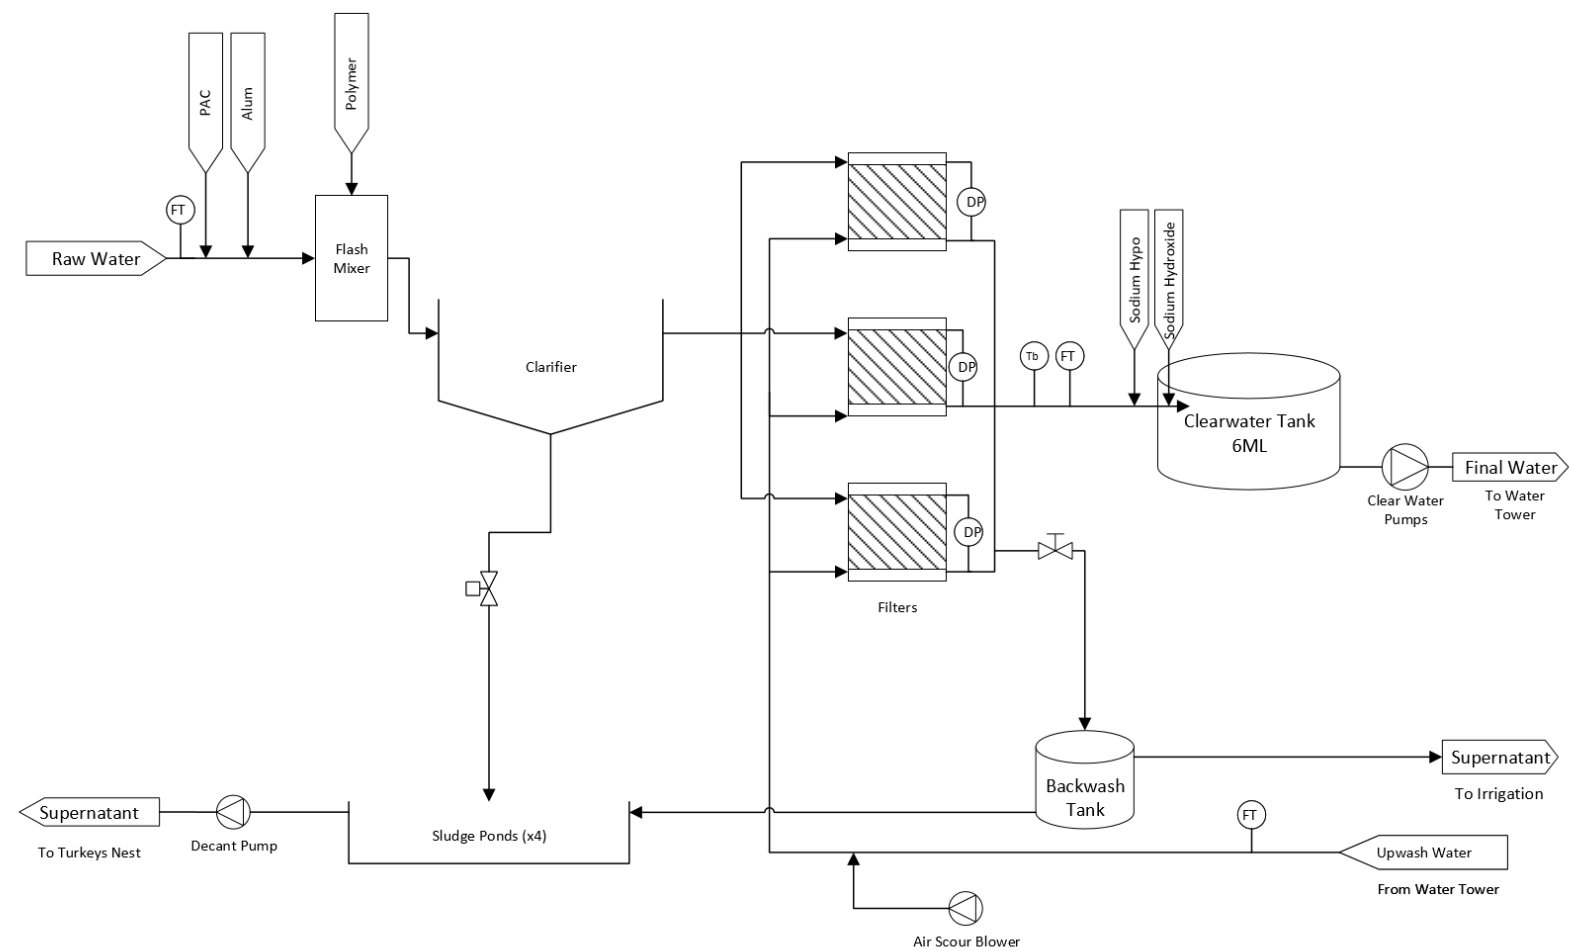 PAC
Alum
Polymer
FT
Raw Water
Flash
Mixer
Clarifier
DP
DP
DP
Filters
Tb
FT
Sodium Hypo
Sodium Hydroxide
Clearwater Tank
6ML
Clear Water
Pumps
Final Water
To Water
Tower
Backwash
Tank
Supernatant
To Irrigation
Supernatant
To Turkeys Nest
Decant Pump
Sludge Ponds (x4)
FT
Upwash Water
From Water Tower
Air Scour Blower